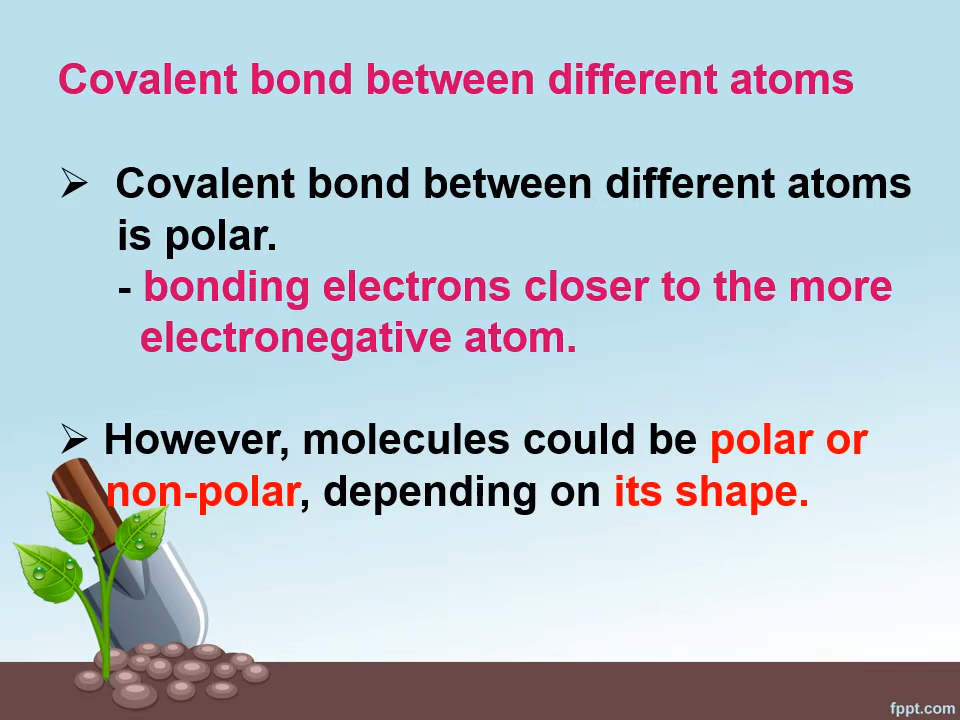 Covalent bond between different atoms
➢ Covalent bond between different atoms
is polar.
- bonding electrons closer to the more
electronegative atom.
➢ However, molecules could be polar or
non-polar, depending on its shape.
fppt.com